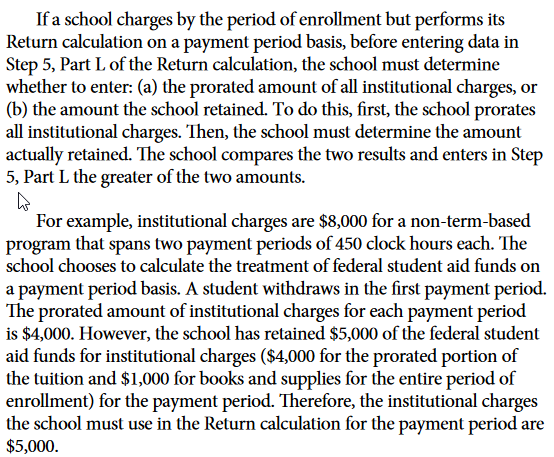 If a school charges by the period of enrollment but performs its
Return calculation on a payment period basis, before entering data in
Step 5, Part L of the Return calculation, the school must determine
whether to enter: (a) the prorated amount of all institutional charges, or
(b) the amount the school retained. To do this, first, the school prorates
all institutional charges. Then, the school must determine the amount
actually retained. The school compares the two results and enters in Step
5, Part L the greater of the two amounts.
For example, institutional charges are $8,000 for a non-term-based
program that spans two payment periods of 450 clock hours each. The
school chooses to calculate the treatment of federal student aid funds on
a payment period basis. A student withdraws in the first payment period.
The prorated amount of institutional charges for each payment period
is $4,000. However, the school has retained $5,000 of the federal student
aid funds for institutional charges ($4,000 for the prorated portion of
the tuition and $1,000 for books and supplies for the entire period of
enrollment) for the payment period. Therefore, the institutional charges
the school must use in the Return calculation for the payment period are
$5,000.